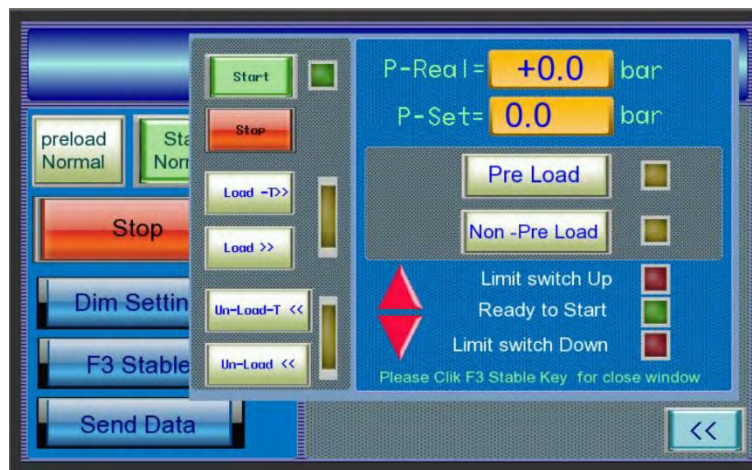 preload
Normal
Sta
Nor
Stop
Dim Settin
F3 Stable
Send Data
Start
Stop
Load -T>>
Load >>
Un-Load-T <<
Un-Load <<
P-Real= +0.0 bar
P-Set= 0.0 bar
Pre Load
Non -Pre Load
Limit switch Up
Ready to Start
Limit switch Down
Please Clik F3 Stable Key for close window
<<